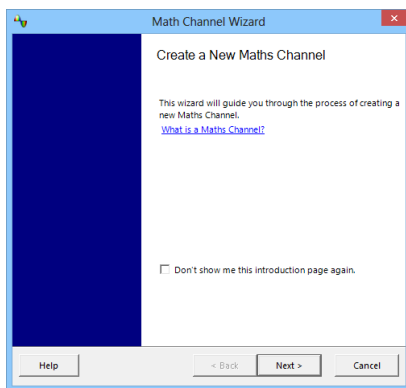 Math Channel Wizard
Create a New Maths Channel
This wizard will guide you through the process of creating a
new Maths Channel.
What is a Maths Channel?
Don't show me this introduction page again.
Help
< Back
Next >
Cancel